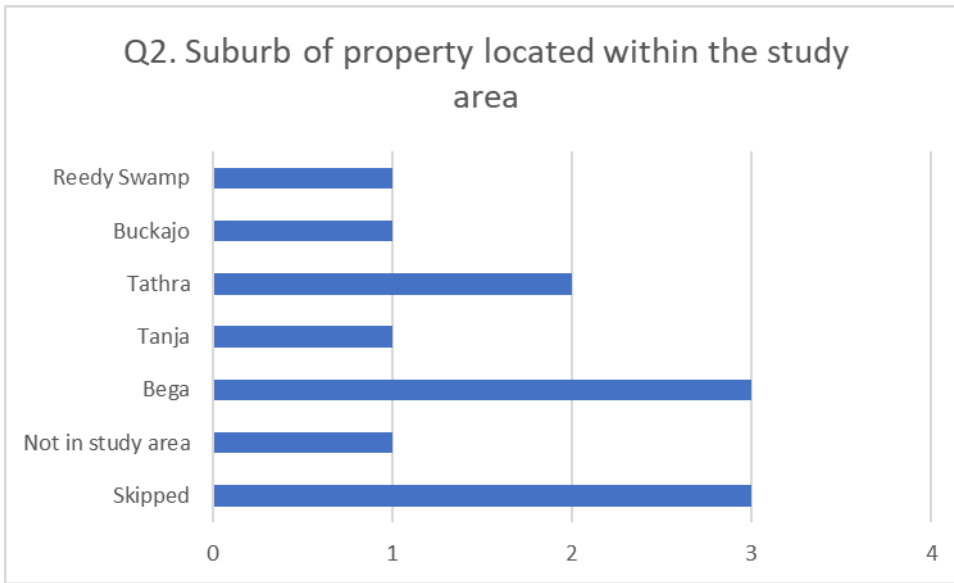 Q2. Suburb of property located within the study
area
Reedy Swamp
Buckajo
Tathra
Tanja
Bega
Not in study area
Skipped
0 1 2 3 4